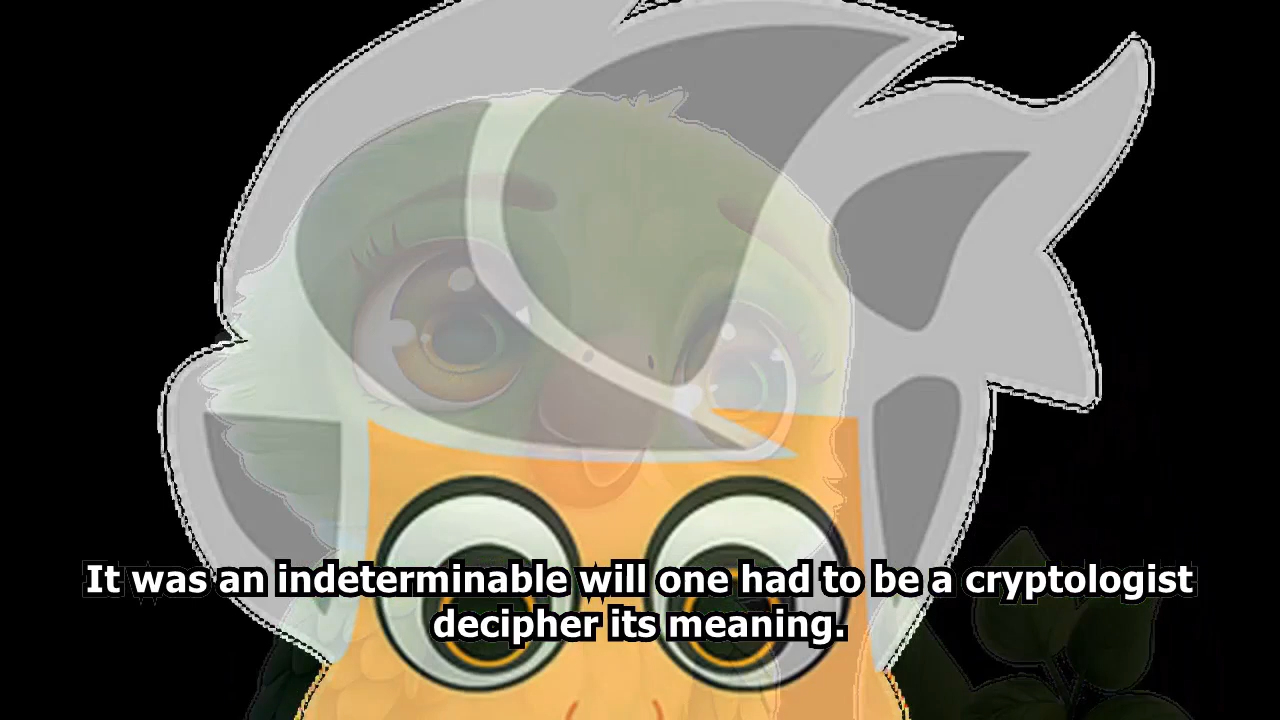 It was an indeterminable will one had to be a cryptologist
decipher its meaning.